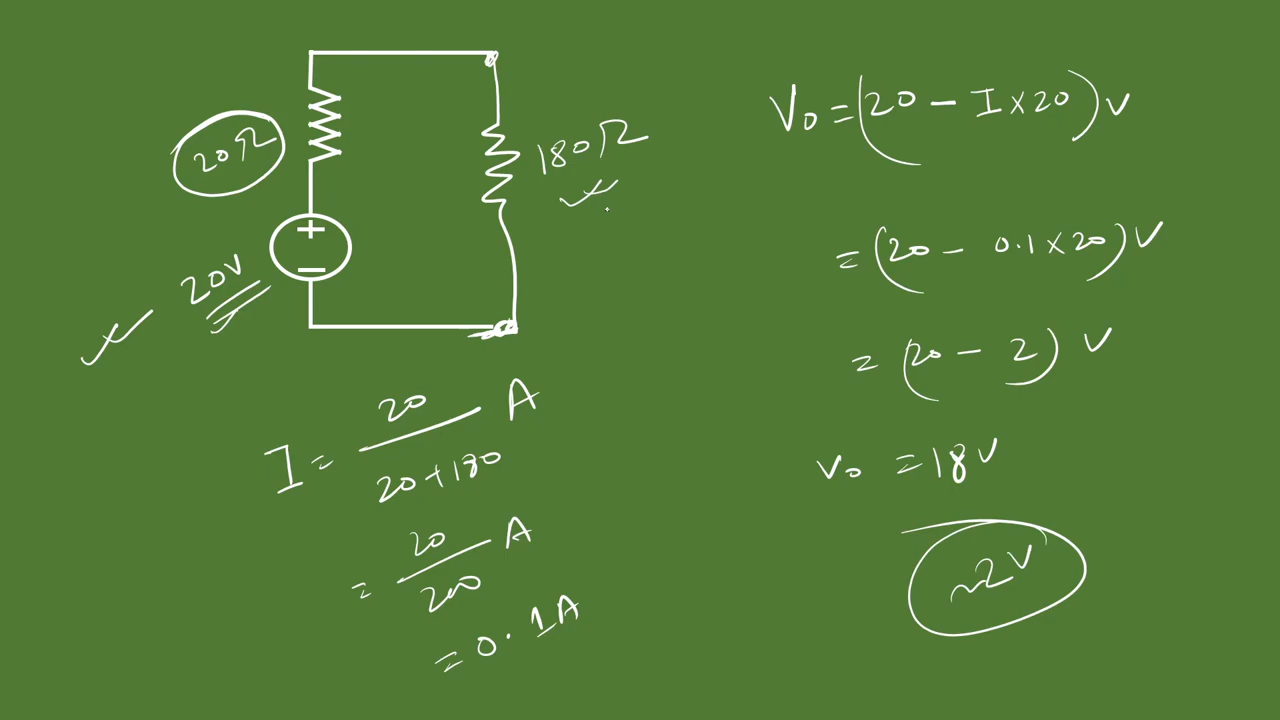 20Ω
+
−
20V
180Ω
I = 20 / 20+180 A
= 20 / 200 A
= 0.1A
V0 = (20 − I×20) V
= (20 − 0.1×20) V
= (20 − 2) V
V0 = 18V
~2V